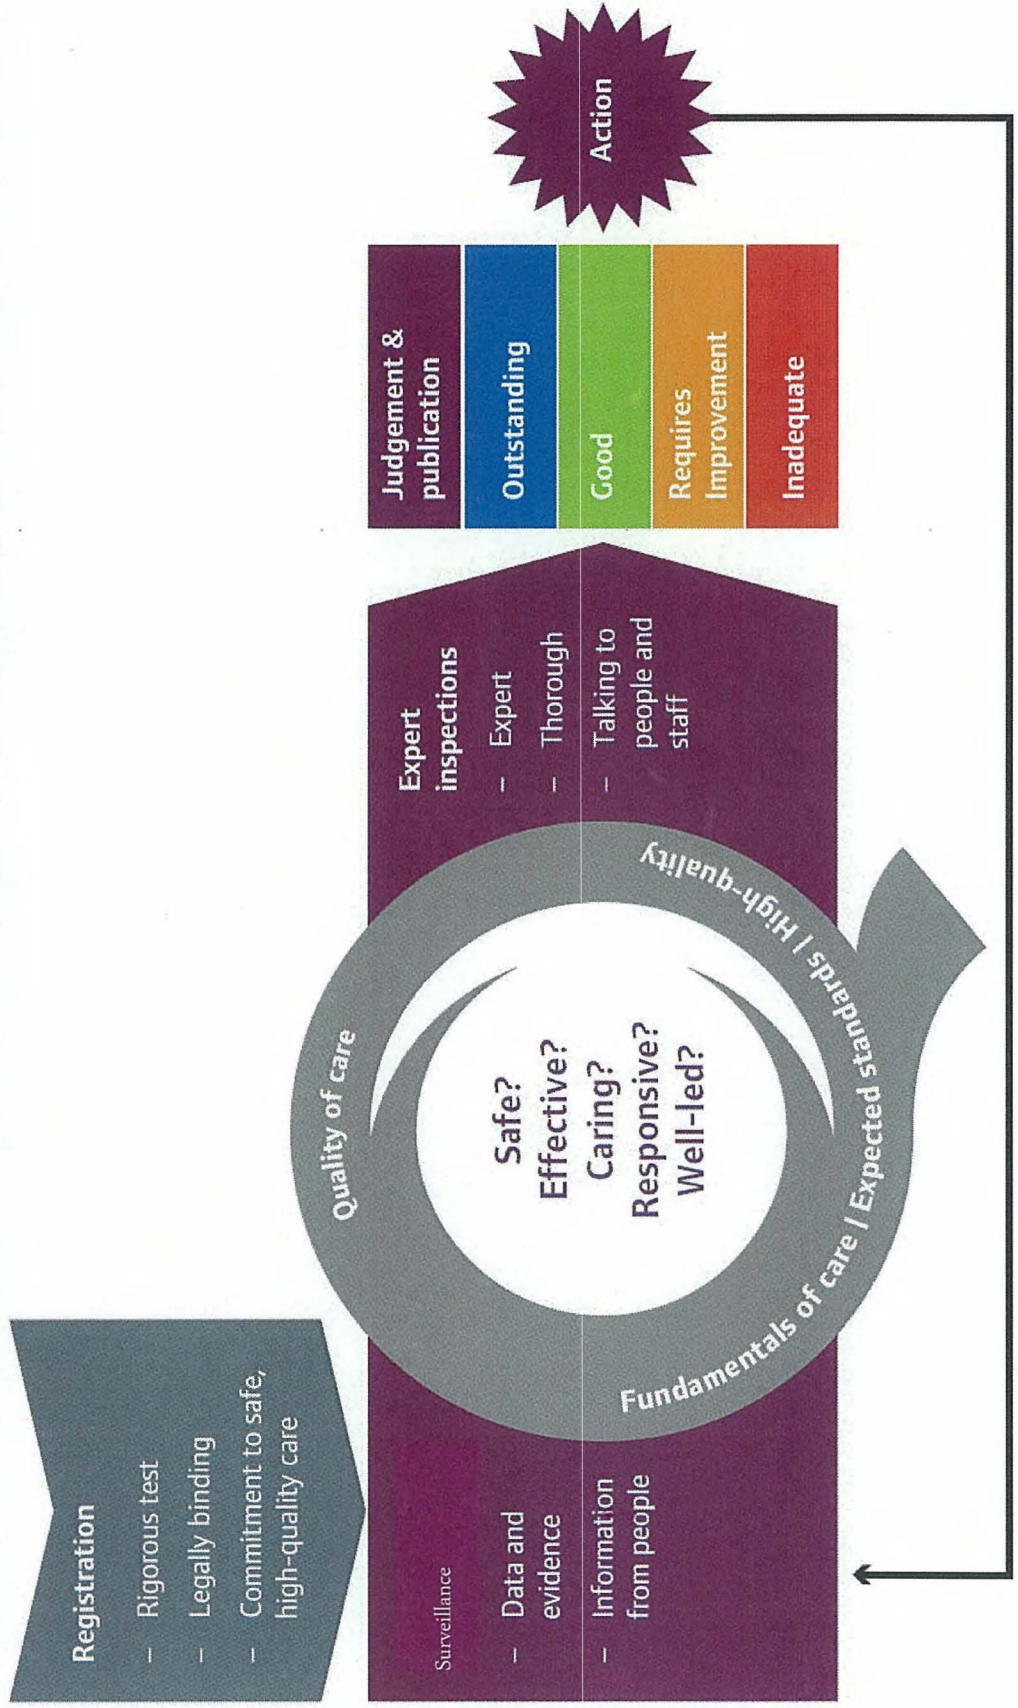 Registration
– Rigorous test
– Legally binding
– Commitment to safe,
high-quality care
Surveillance
– Data and
evidence
– Information
from people
Quality of care
Safe?
Effective?
Caring?
Responsive?
Well-led?
Fundamentals of care | Expected standards | High-quality
Expert
inspections
– Expert
– Thorough
– Talking to
people and
staff
Judgement &
publication
Outstanding
Good
Requires
Improvement
Inadequate
Action